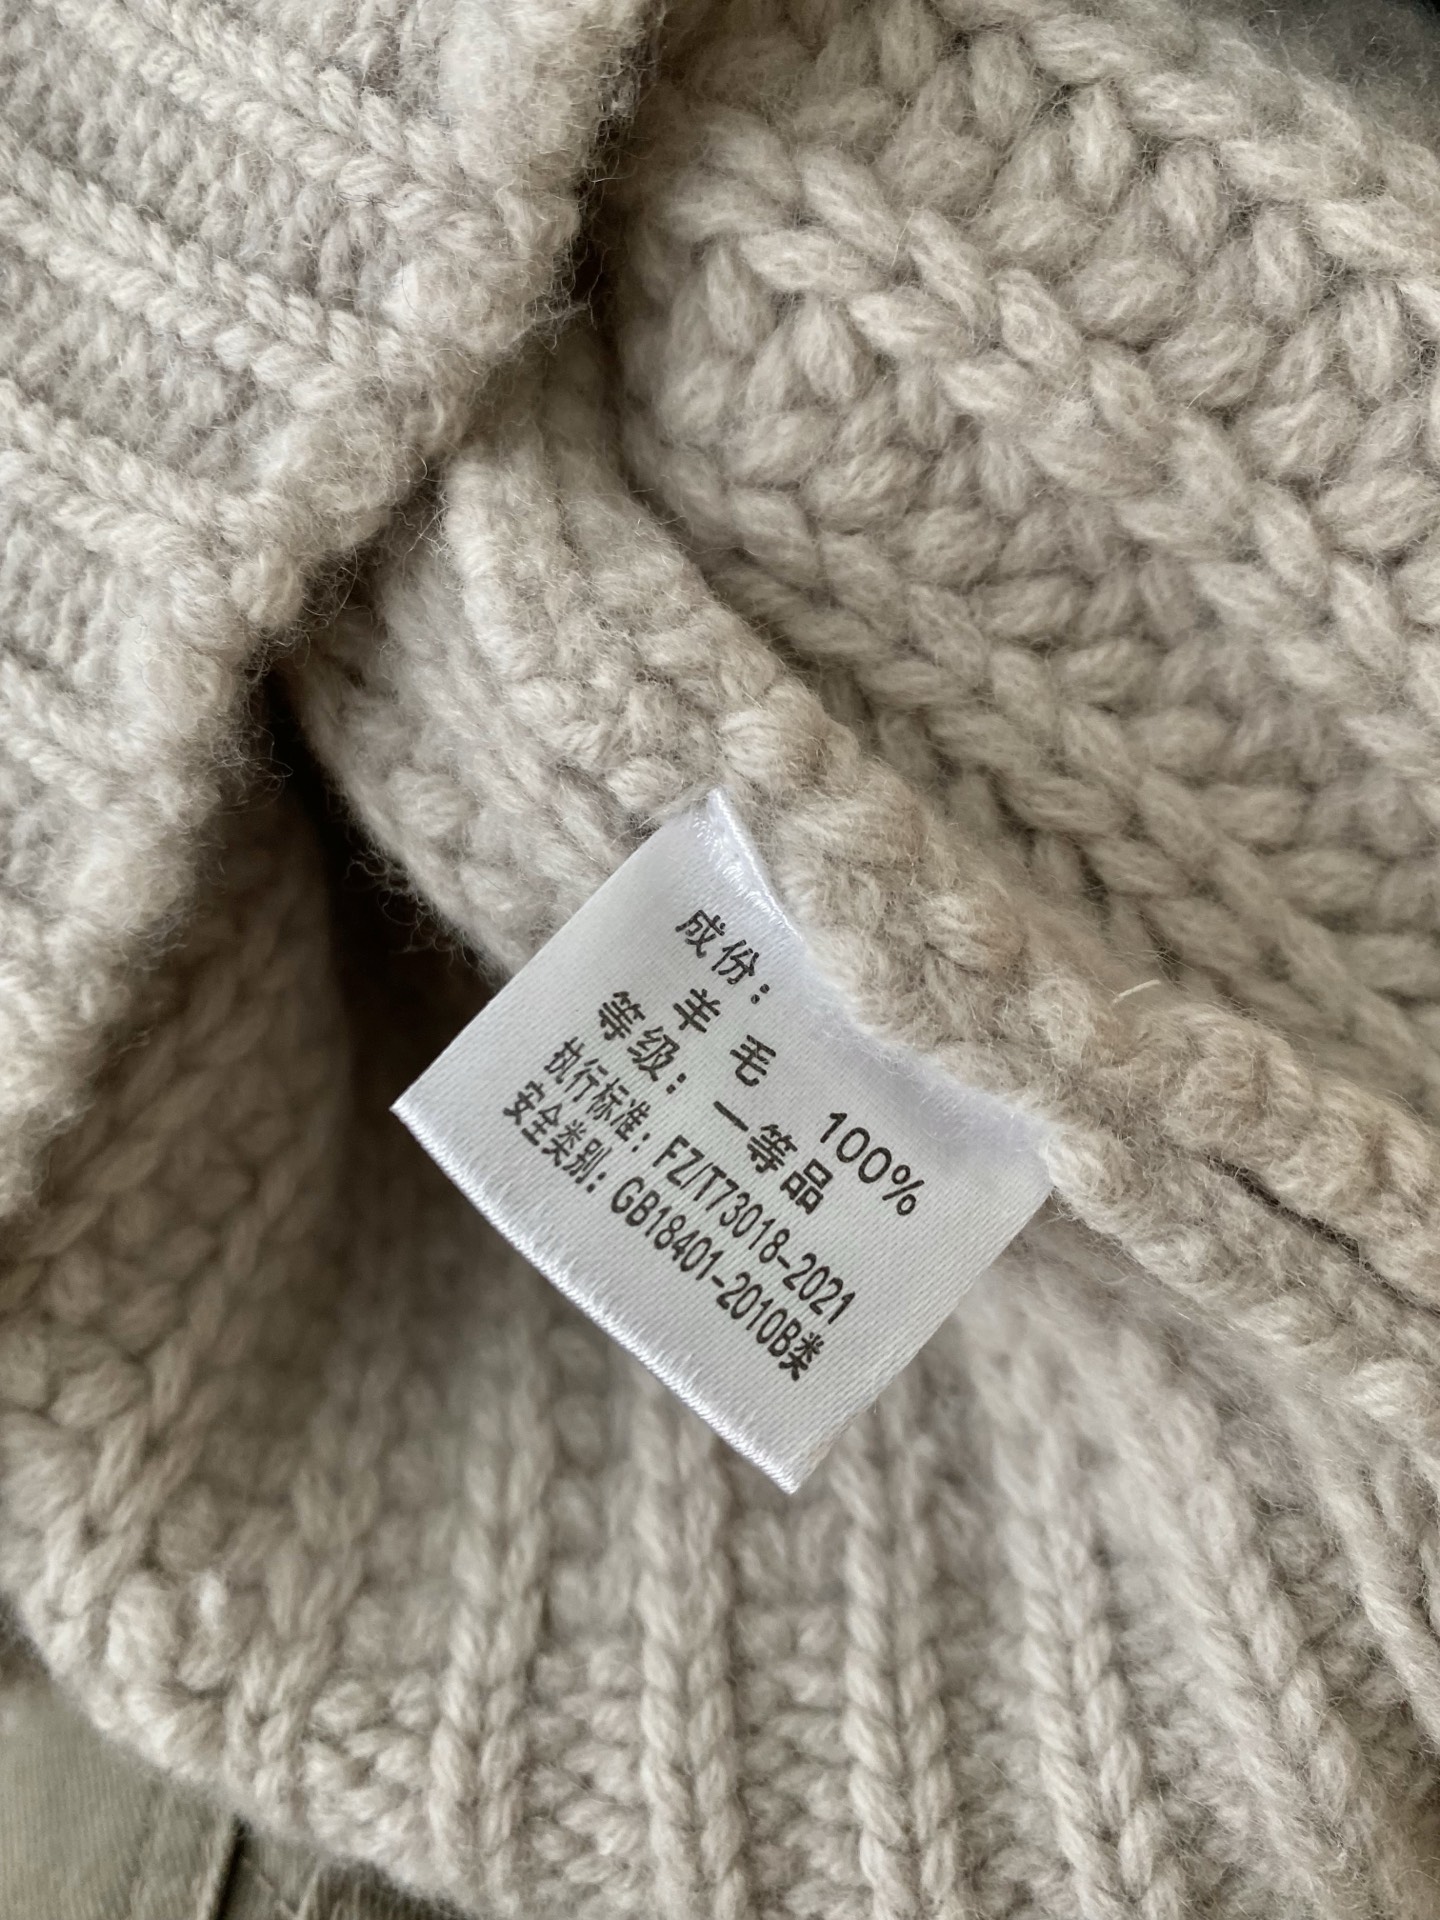 成份：
羊 毛 100%
等级：一等品
执行标准：FZ/T73018-2021
安全类别：GB18401-2010B类